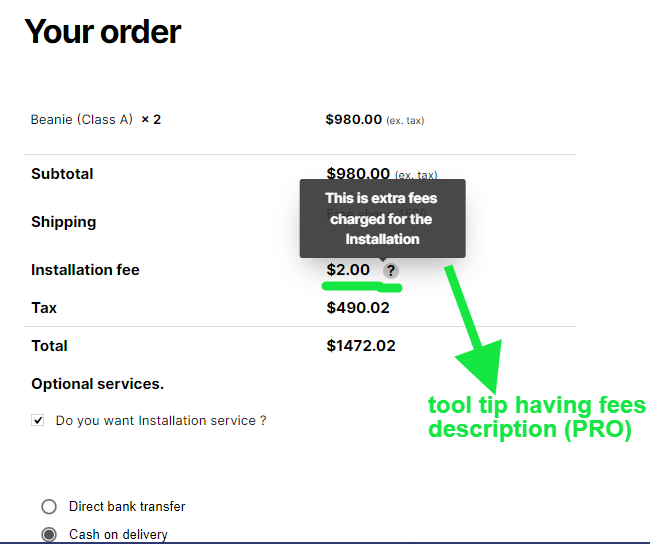 Your order
Beanie (Class A) × 2 $980.00 (ex. tax)
Subtotal $980.00 (ex. tax)
This is extra fees
charged for the
Installation
Shipping
Installation fee $2.00 ?
Tax $490.02
Total $1472.02
Optional services.
tool tip having fees
description (PRO)
Do you want Installation service ?
Direct bank transfer
Cash on delivery